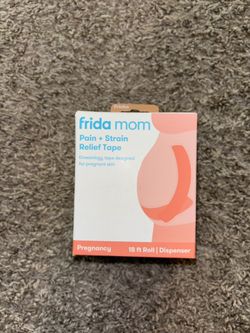 frida mom
Pain + Strain
Relief Tape
Kinesiology tape designed
for pregnant skin
Pregnancy
18 ft Roll | Dispenser